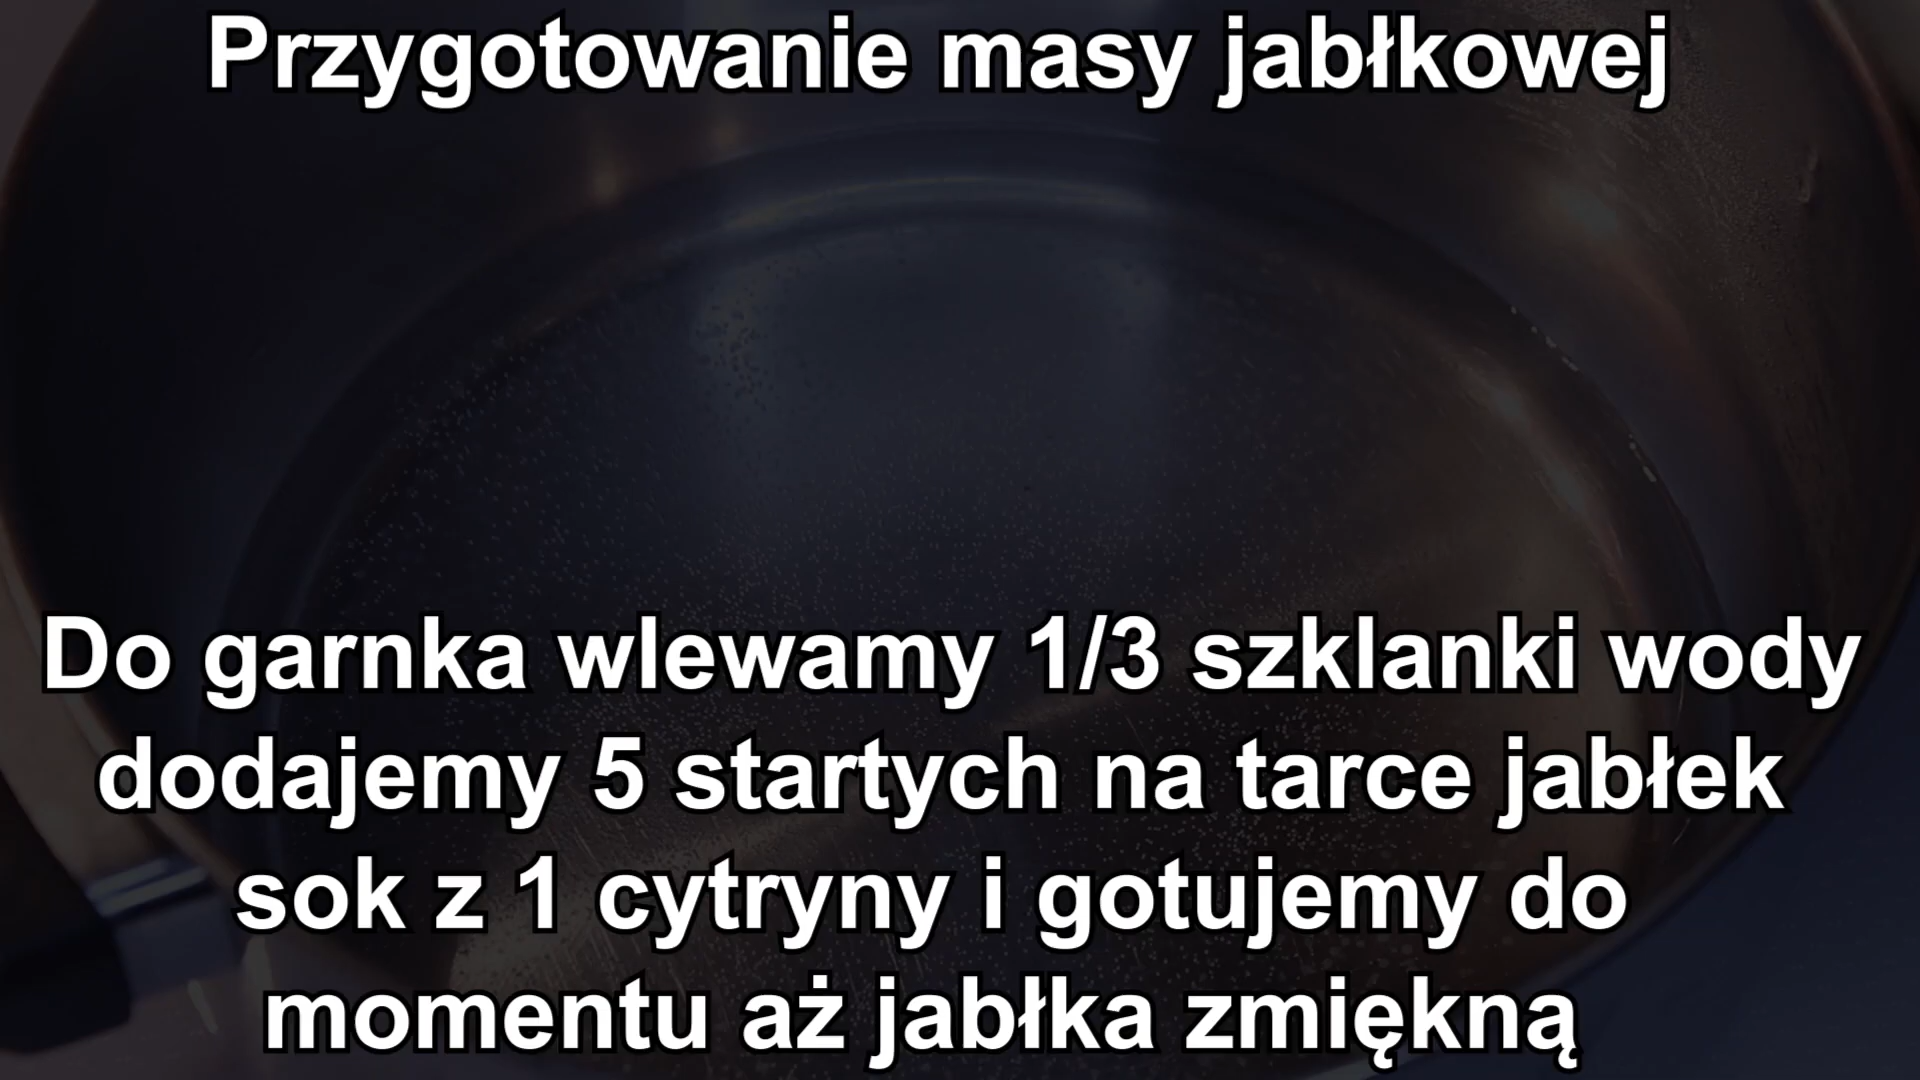 Przygotowanie masy jabłkowej
Do garnka wlewamy 1/3 szklanki wody
dodajemy 5 startych na tarce jabłek
sok z 1 cytryny i gotujemy do
momentu aż jabłka zmiękną